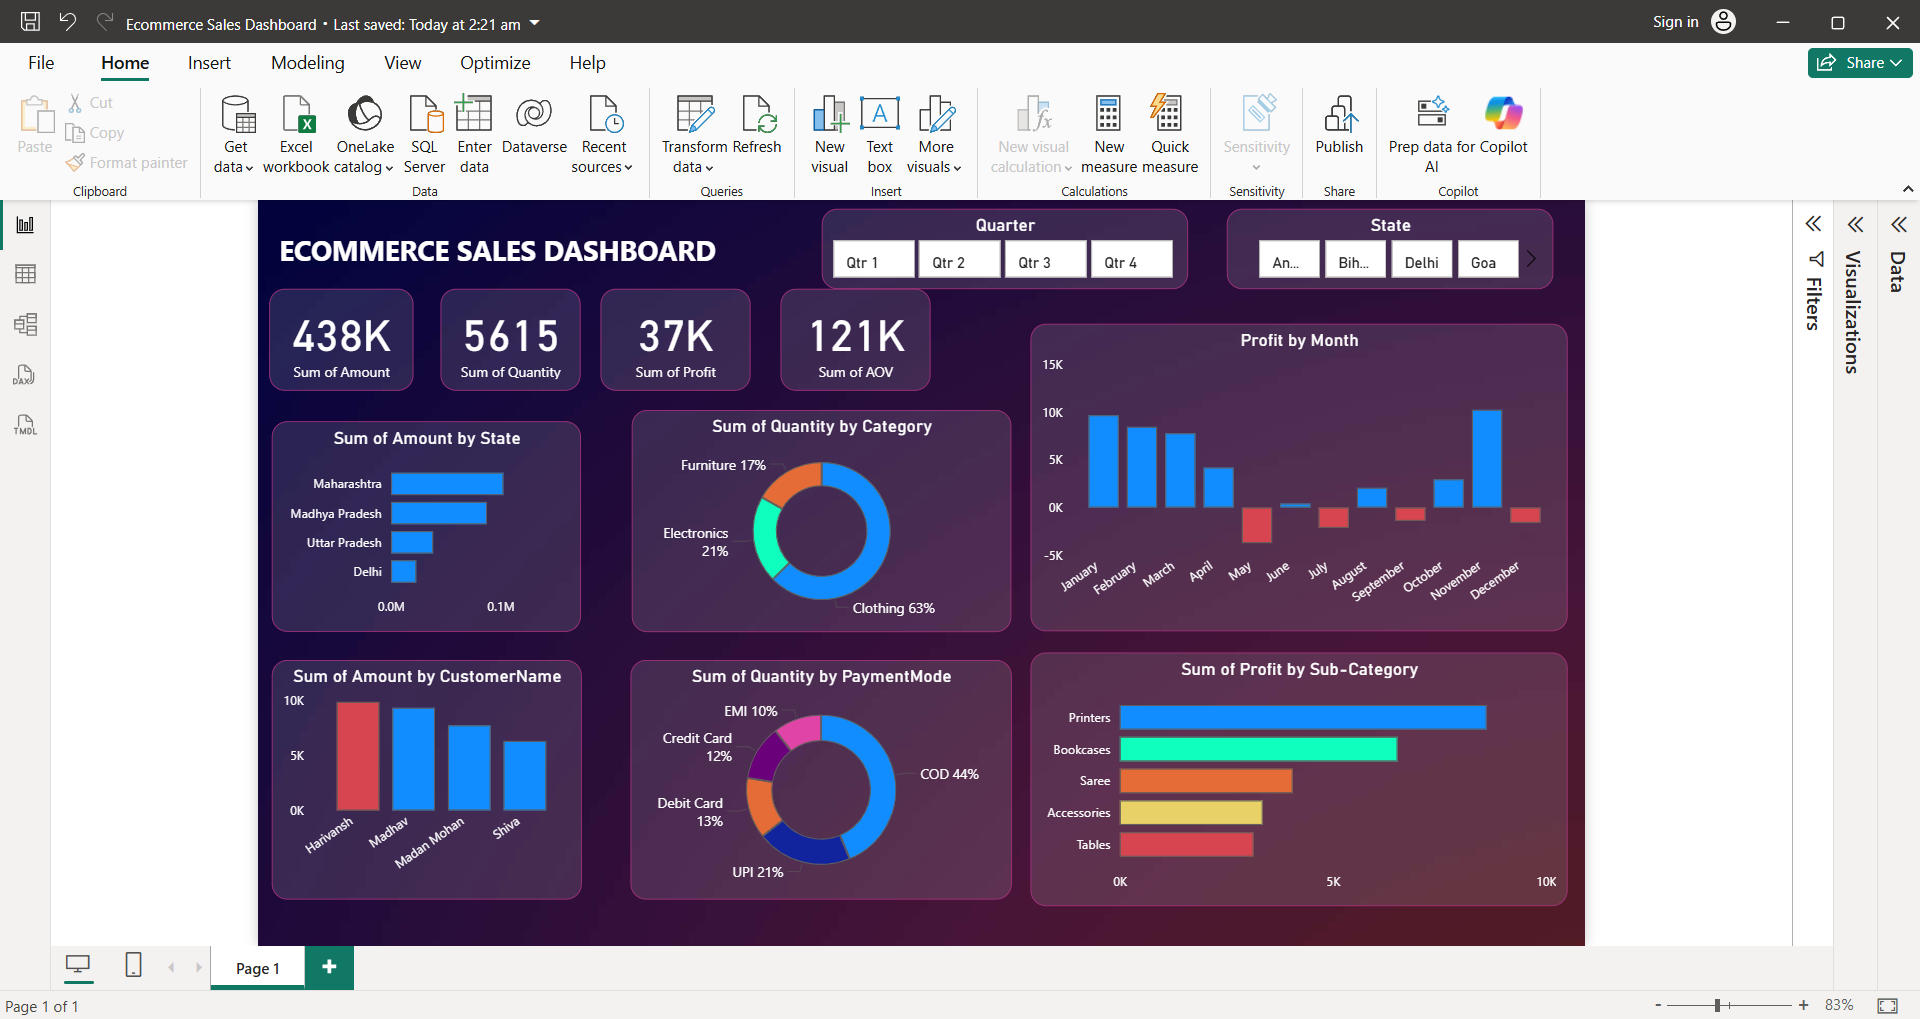 Ecommerce Sales Dashboard • Last saved: Today at 2:21 am
Sign in
File
Home
Insert
Modeling
View
Optimize
Help
Share
Paste
Cut
Copy
Format painter
Clipboard
Get data
Excel workbook
OneLake catalog
SQL Server
Enter data
Dataverse
Recent sources
Data
Transform data
Refresh
Queries
New visual
Text box
More visuals
Insert
New visual calculation
New measure
Quick measure
Calculations
Sensitivity
Sensitivity
Publish
Share
Prep data for AI
Copilot
Copilot
DAX
TMDL
ECOMMERCE SALES DASHBOARD
Quarter
Qtr 1
Qtr 2
Qtr 3
Qtr 4
State
An...
Bih...
Delhi
Goa
438K
Sum of Amount
5615
Sum of Quantity
37K
Sum of Profit
121K
Sum of AOV
Sum of Amount by State
Maharashtra
Madhya Pradesh
Uttar Pradesh
Delhi
0.0M
0.1M
Sum of Quantity by Category
Furniture 17%
Electronics
21%
Clothing 63%
Profit by Month
15K
10K
5K
0K
-5K
January
February
March
April
May
June
July
August
September
October
November
December
Sum of Amount by CustomerName
10K
5K
0K
Harivansh
Madhav
Madan Mohan
Shiva
Sum of Quantity by PaymentMode
EMI 10%
Credit Card
12%
COD 44%
Debit Card
13%
UPI 21%
Sum of Profit by Sub-Category
Printers
Bookcases
Saree
Accessories
Tables
0K
5K
10K
Filters
Visualizations
Data
Page 1
Page 1 of 1
- + 83%